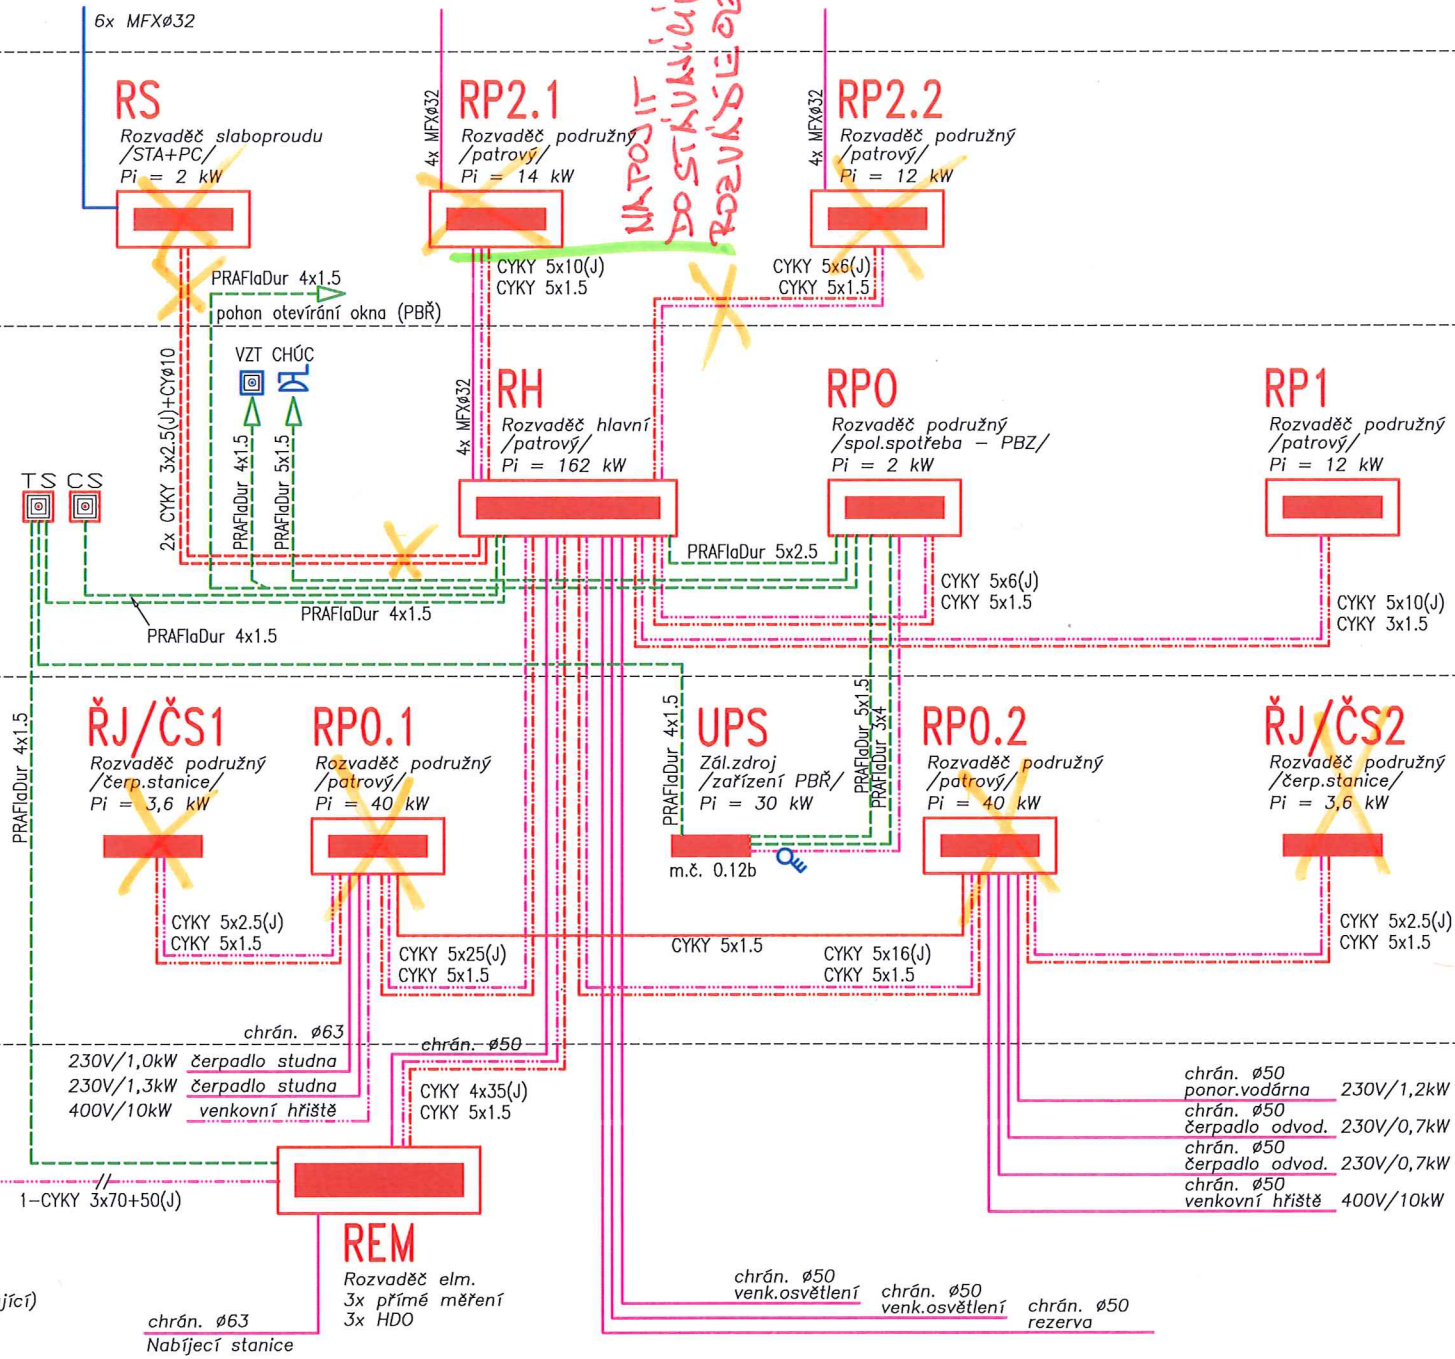 6x MFXø32
RS
Rozvaděč slaboproudu
/STA+PC/
Pi = 2 kW
4x MFXø32
RP2.1
Rozvaděč podružný
/patrový/
Pi = 14 kW
NAPOJIT
DO STÁVAJÍCÍ
4x MFXø32
RP2.2
Rozvaděč podružný
/patrový/
Pi = 12 kW
PRAFlaDur 4x1.5
pohon otevírání okna (PBŘ)
CYKY 5x10(J)
CYKY 5x1.5
CYKY 5x6(J)
CYKY 5x1.5
2x CYKY 3x2.5(J)+CYø10
VZT CHÚC
PRAFlaDur 4x1.5
PRAFlaDur 5x1.5
4x MFXø32
RH
Rozvaděč hlavní
/patrový/
Pi = 162 kW
RPO
Rozvaděč podružný
/spol.spotřeba – PBZ/
Pi = 2 kW
RP1
Rozvaděč podružný
/patrový/
Pi = 12 kW
TS CS
PRAFlaDur 5x2.5
CYKY 5x6(J)
CYKY 5x1.5
CYKY 5x10(J)
CYKY 3x1.5
PRAFlaDur 4x1.5
PRAFlaDur 4x1.5
PRAFlaDur 4x1.5
ŘJ/ČS1
Rozvaděč podružný
/čerp.stanice/
Pi = 3,6 kW
RP0.1
Rozvaděč podružný
/patrový/
Pi = 40 kW
PRAFlaDur 4x1.5
UPS
Zál.zdroj
/zařízení PBŘ/
Pi = 30 kW
m.č. 0.12b
PRAFlaDur 5x1.5
PRAFlaDur 3x4
RP0.2
Rozvaděč podružný
/patrový/
Pi = 40 kW
ŘJ/ČS2
Rozvaděč podružný
/čerp.stanice/
Pi = 3,6 kW
CYKY 5x2.5(J)
CYKY 5x1.5
CYKY 5x25(J)
CYKY 5x1.5
CYKY 5x1.5
CYKY 5x16(J)
CYKY 5x1.5
CYKY 5x2.5(J)
CYKY 5x1.5
chrán. ø63
230V/1,0kW čerpadlo studna
230V/1,3kW čerpadlo studna
400V/10kW venkovní hřiště
chrán. ø50
CYKY 4x35(J)
CYKY 5x1.5
chrán. ø50
ponor.vodárna 230V/1,2kW
chrán. ø50
čerpadlo odvod. 230V/0,7kW
chrán. ø50
čerpadlo odvod. 230V/0,7kW
chrán. ø50
venkovní hřiště 400V/10kW
1–CYKY 3x70+50(J)
REM
Rozvaděč elm.
3x přímé měření
3x HDO
jící)
chrán. ø63
Nabíjecí stanice
chrán. ø50
venk.osvětlení
chrán. ø50
venk.osvětlení
chrán. ø50
rezerva